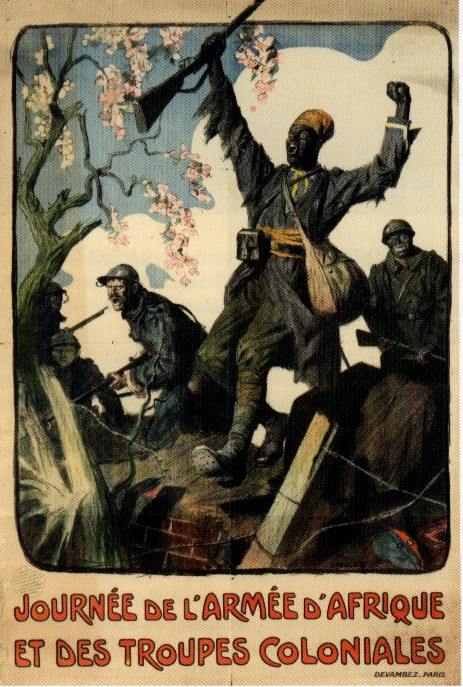 JOURNÉE DE L'ARMÉE D'AFRIQUE
ET DES TROUPES COLONIALES
DEVAMBEZ, PARIS